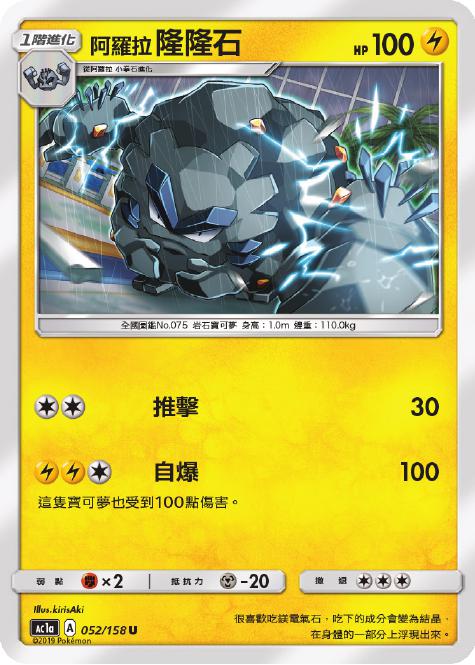 1階進化
阿羅拉 隆隆石
HP 100
從阿羅拉 小拳石進化
全國圖鑑No.075 岩石寶可夢 身高：1.0m 體重：110.0kg
推擊 30
自爆 100
這隻寶可夢也受到100點傷害。
弱點 ×2 抵抗力 -20 撤退
Illus.kirisAki
AC1a A 052/158 U
©2019 Pokémon
很喜歡吃鎂電氣石，吃下的成分會變為結晶，
在身體的一部分上浮現出來。